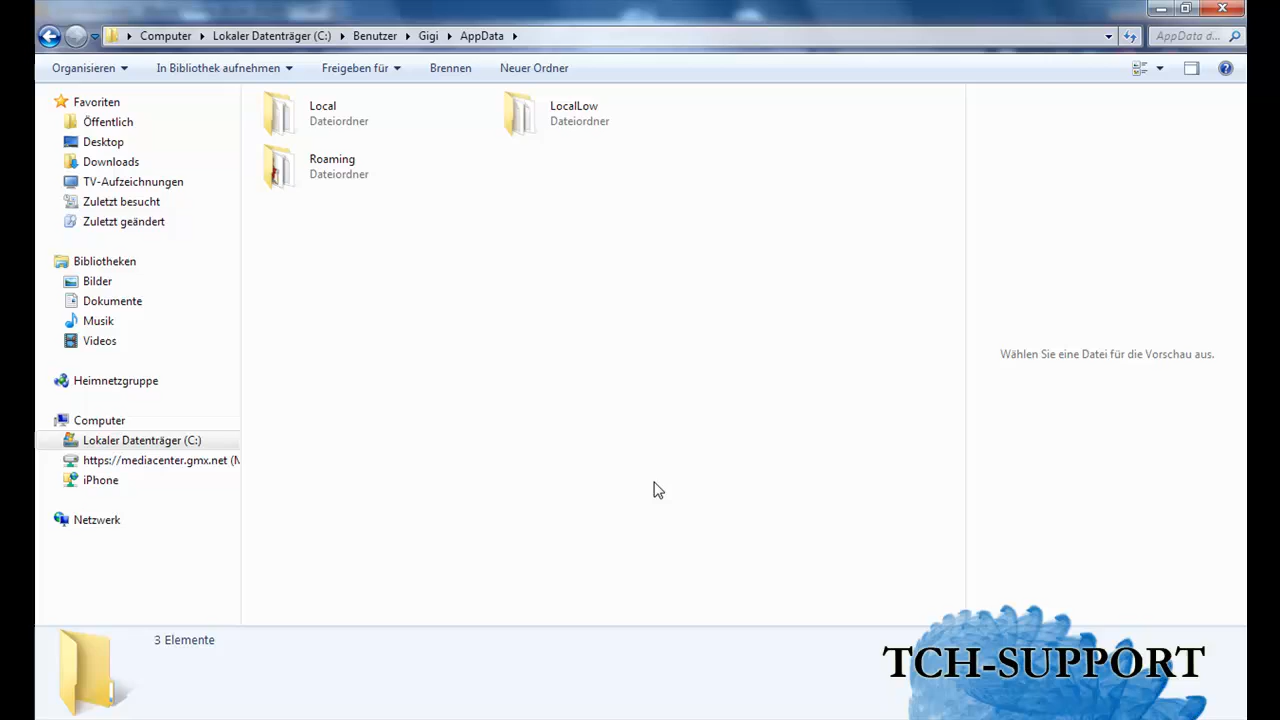 Computer Lokaler Datenträger (C:) Benutzer Gigi AppData
AppData d...
Organisieren In Bibliothek aufnehmen Freigeben für Brennen Neuer Ordner
Favoriten
Öffentlich
Desktop
Downloads
TV-Aufzeichnungen
Zuletzt besucht
Zuletzt geändert
Bibliotheken
Bilder
Dokumente
Musik
Videos
Heimnetzgruppe
Computer
Lokaler Datenträger (C:)
https://mediacenter.gmx.net (
iPhone
Netzwerk
Local
Dateiordner
LocalLow
Dateiordner
Roaming
Dateiordner
Wählen Sie eine Datei für die Vorschau aus.
3 Elemente
TCH-SUPPORT